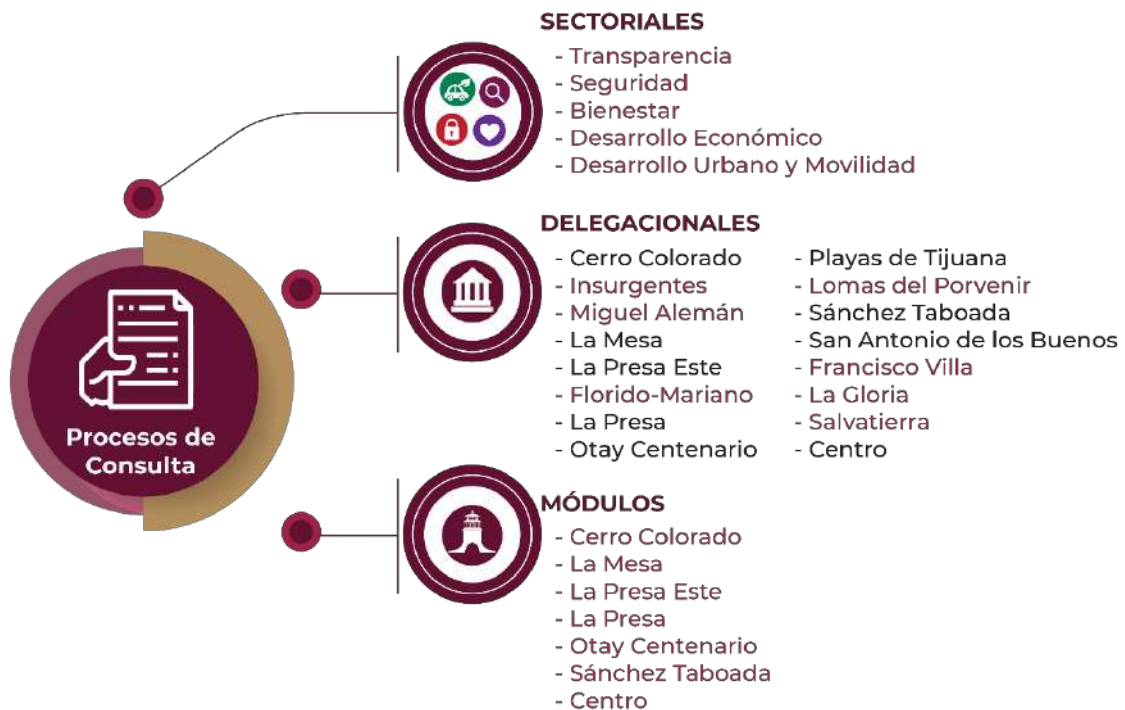 SECTORIALES
- Transparencia
- Seguridad
- Bienestar
- Desarrollo Económico
- Desarrollo Urbano y Movilidad
Procesos de
Consulta
DELEGACIONALES
- Cerro Colorado
- Insurgentes
- Miguel Alemán
- La Mesa
- La Presa Este
- Florido-Mariano
- La Presa
- Otay Centenario
- Playas de Tijuana
- Lomas del Porvenir
- Sánchez Taboada
- San Antonio de los Buenos
- Francisco Villa
- La Gloria
- Salvatierra
- Centro
MÓDULOS
- Cerro Colorado
- La Mesa
- La Presa Este
- La Presa
- Otay Centenario
- Sánchez Taboada
- Centro